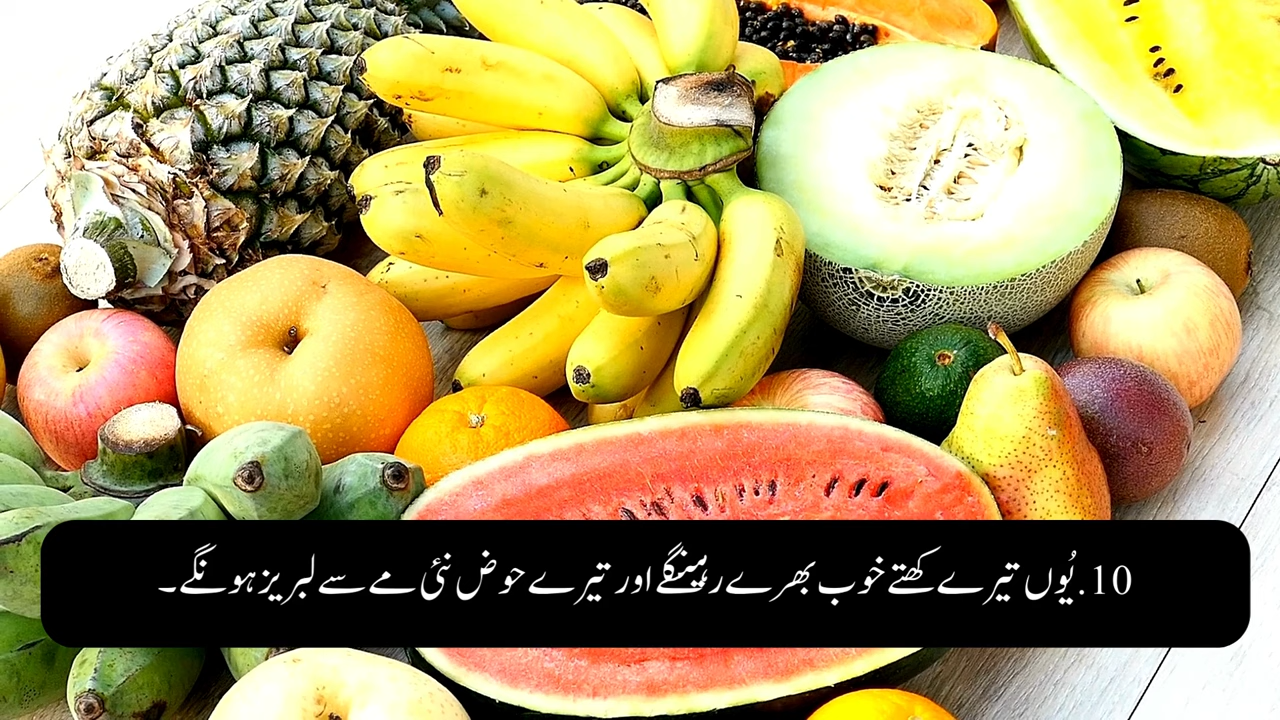 10.یُوں تیرے کھتے خوب بھرے رہینگے اور تیرے حوض نئی مے سے لبریز ہونگے۔